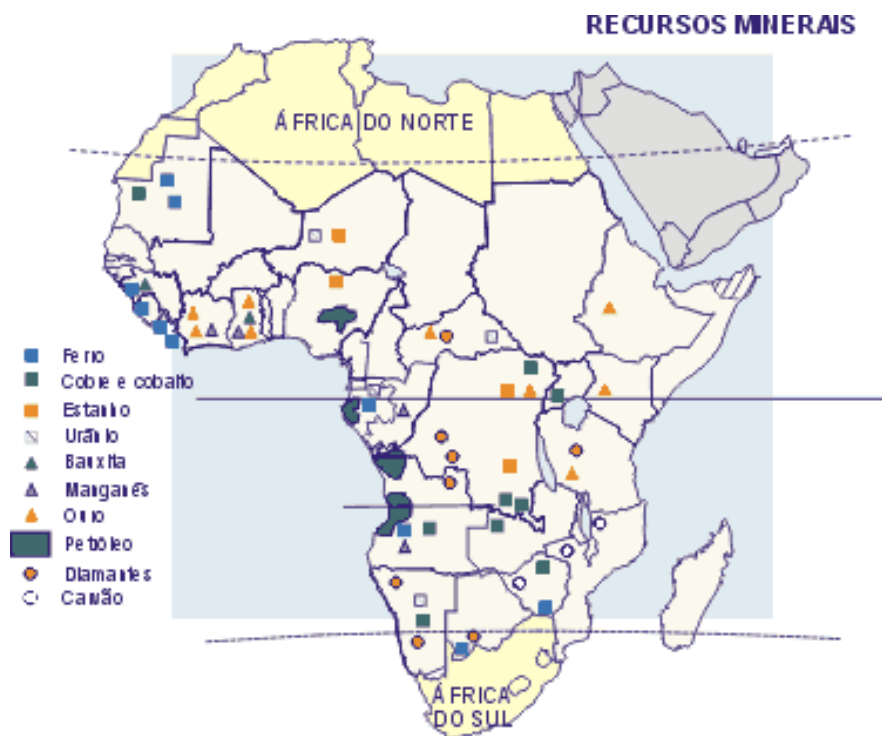 RECURSOS MINERAIS
ÁFRICA DO NORTE
Ferro
Cobre e cobalto
Estanho
Urânio
Bauxita
Manganês
Ouro
Petróleo
Diamantes
Carvão
ÁFRICA
DO SUL